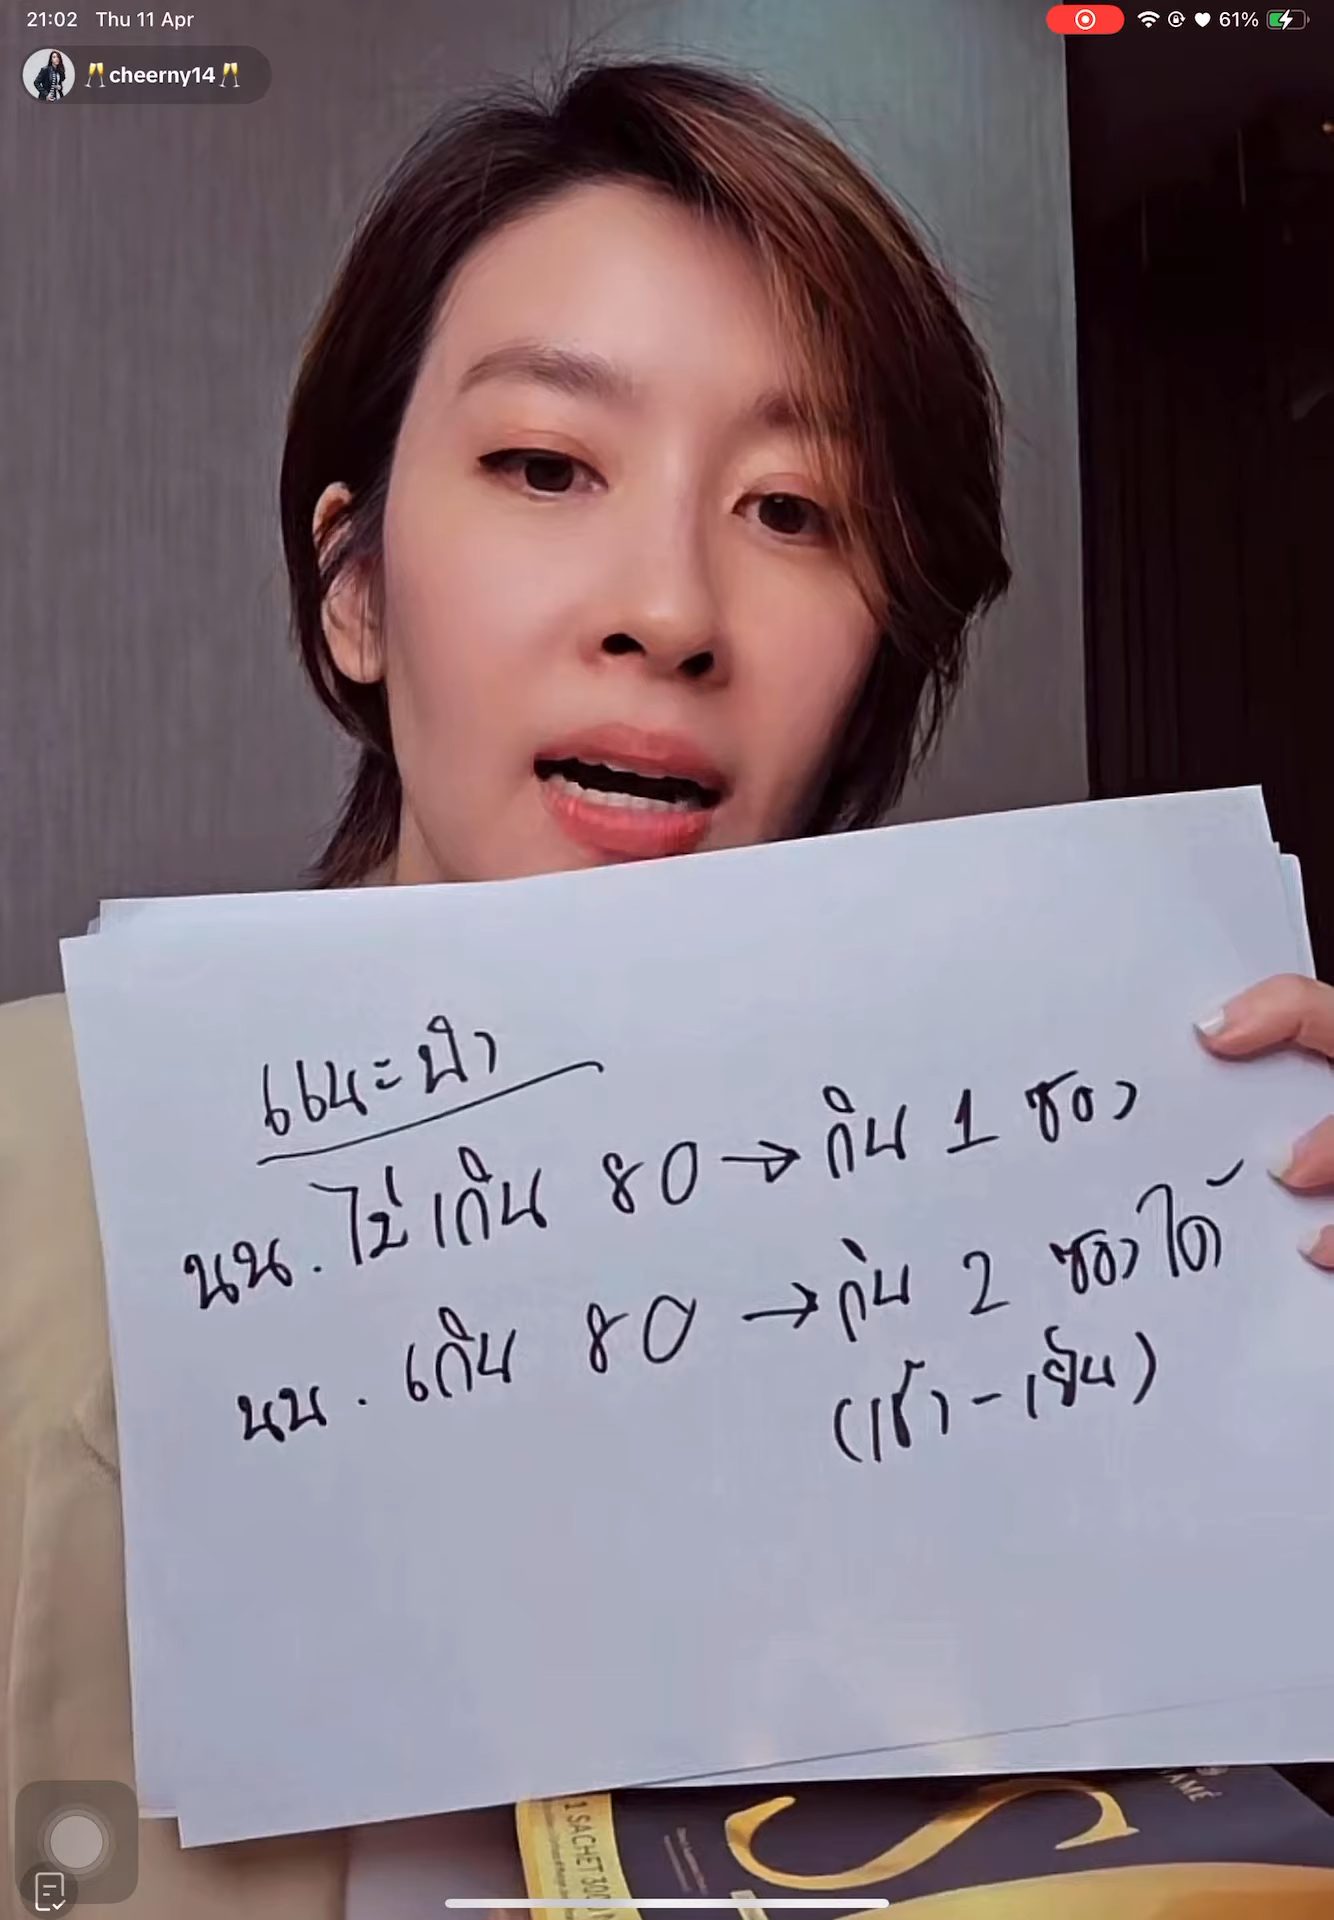 21:02 Thu 11 Apr
61%
🥂cheerny14🥂
แนะนำ
นน. ไม่เกิน 80 → กิน 1 ซอง
นน. เกิน 80 → กิน 2 ซองได้
(เช้า - เย็น)
1 SACHET 300
S